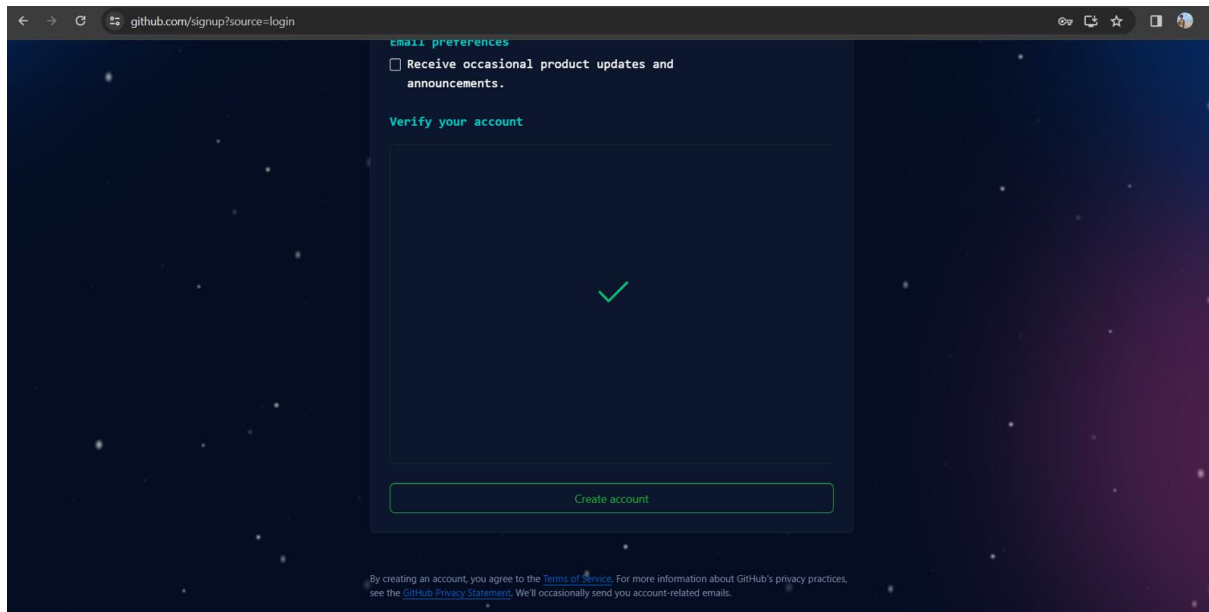 github.com/signup?source=login
Email preferences
Receive occasional product updates and
announcements.
Verify your account
Create account
By creating an account, you agree to the Terms of Service. For more information about GitHub's privacy practices,
see the GitHub Privacy Statement. We'll occasionally send you account-related emails.